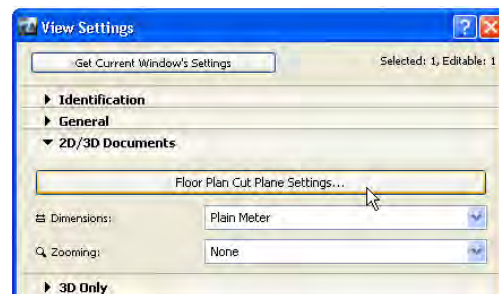 View Settings
Get Current Window's Settings
Selected: 1, Editable: 1
Identification
General
2D/3D Documents
Floor Plan Cut Plane Settings...
Dimensions: Plain Meter
Zooming: None
3D Only